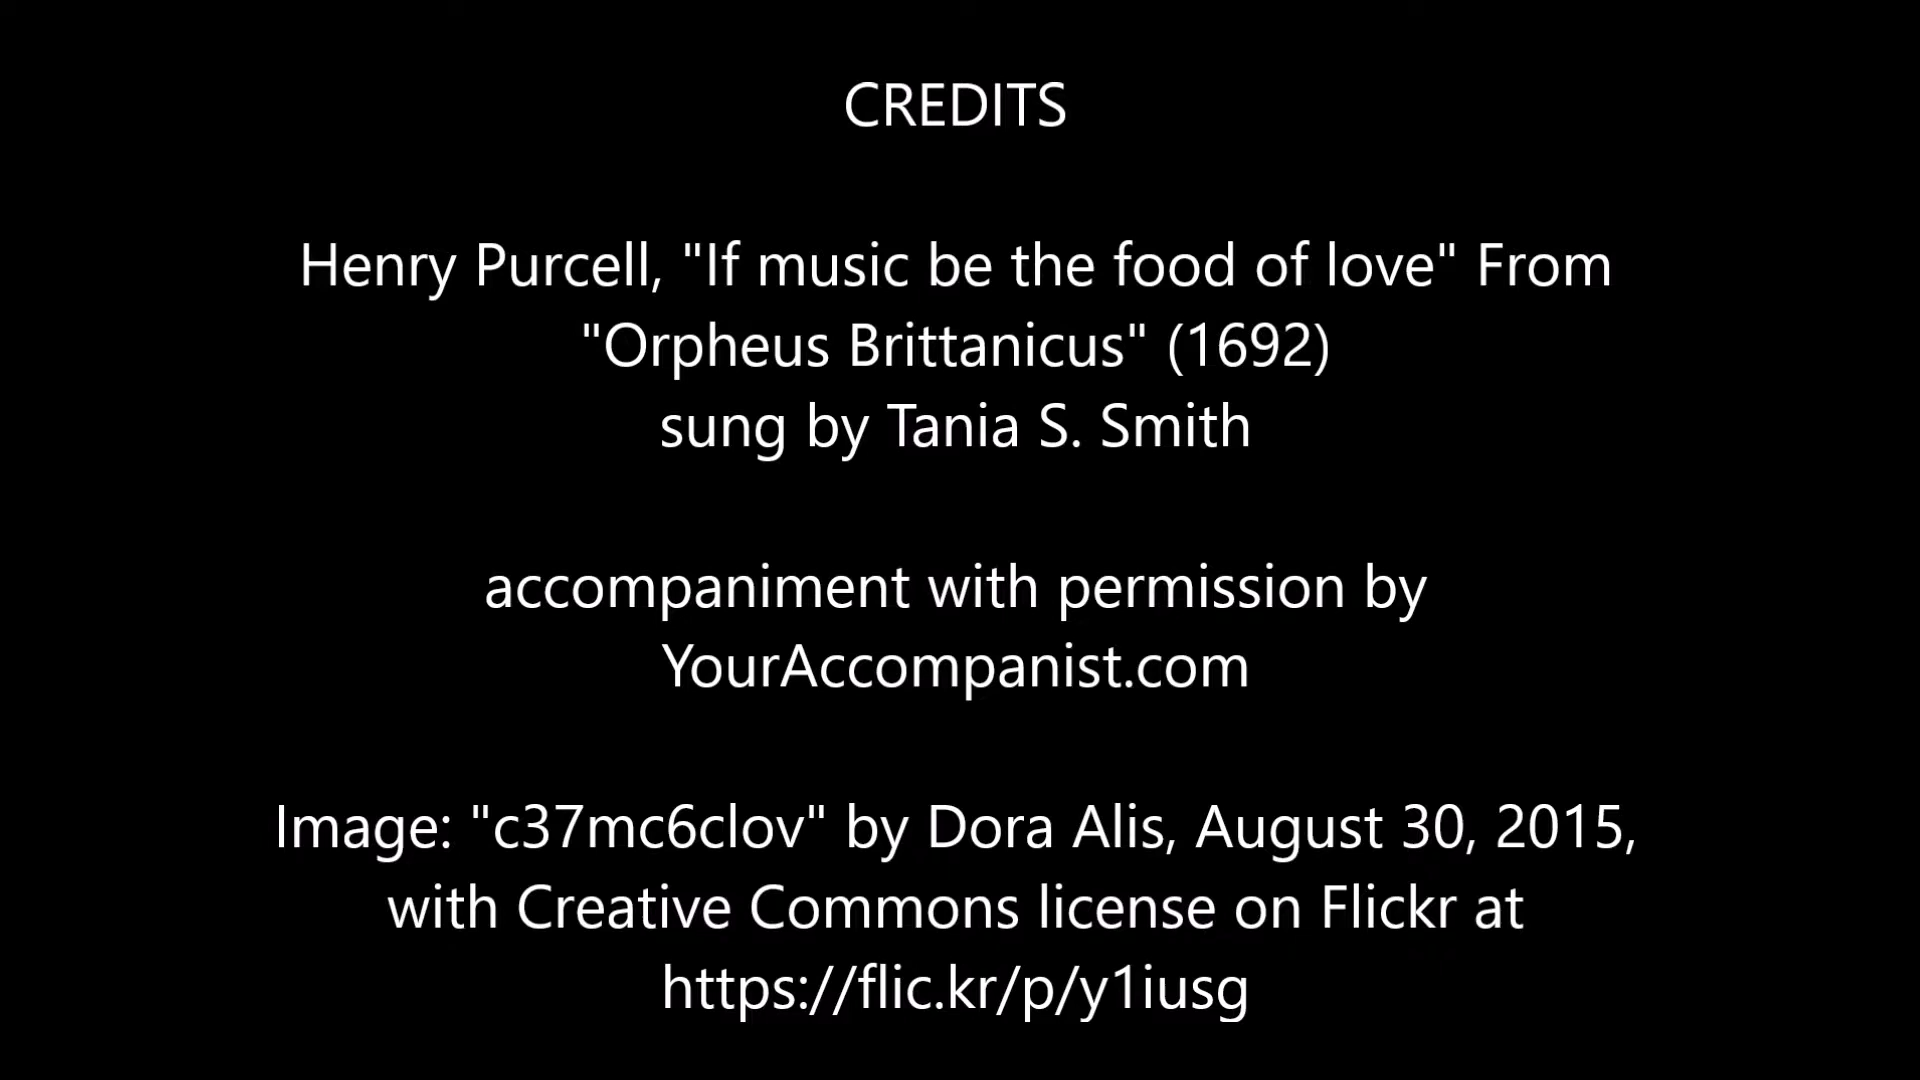 CREDITS
Henry Purcell, "If music be the food of love" From
"Orpheus Brittanicus" (1692)
sung by Tania S. Smith
accompaniment with permission by
YourAccompanist.com
Image: "c37mc6clov" by Dora Alis, August 30, 2015,
with Creative Commons license on Flickr at
https://flic.kr/p/y1iusg